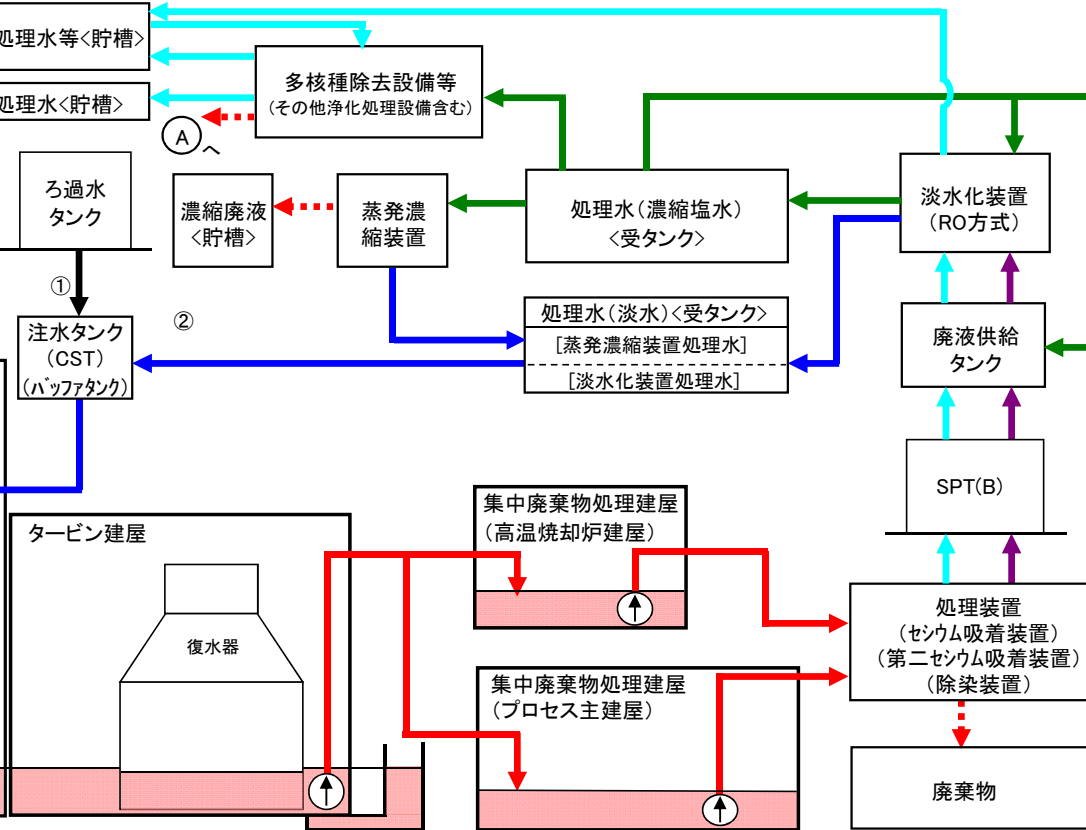 処理水等<貯槽>
処理水<貯槽>
多核種除去設備等
(その他浄化処理設備含む)
Ⓐへ
ろ過水
タンク
濃縮廃液
<貯槽>
蒸発濃
縮装置
処理水(濃縮塩水)
<受タンク>
淡水化装置
(RO方式)
①
②
注水タンク
(CST)
(バッファタンク)
処理水(淡水)<受タンク>
[蒸発濃縮装置処理水]
[淡水化装置処理水]
廃液供給
タンク
SPT(B)
タービン建屋
復水器
集中廃棄物処理建屋
(高温焼却炉建屋)
集中廃棄物処理建屋
(プロセス主建屋)
処理装置
(セシウム吸着装置)
(第二セシウム吸着装置)
(除染装置)
廃棄物